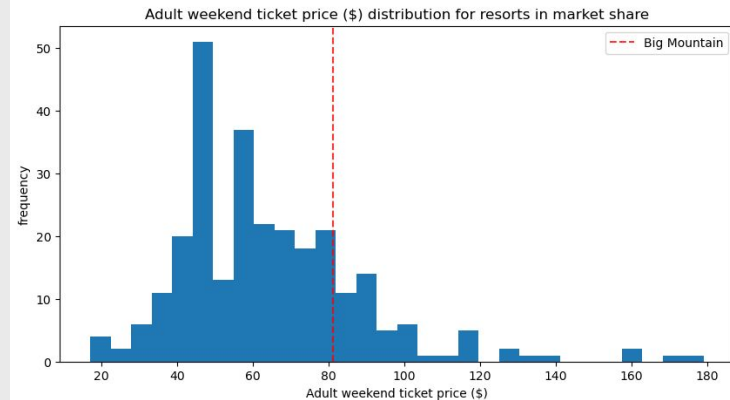 Adult weekend ticket price ($) distribution for resorts in market share
Big Mountain
50
40
30
20
10
0
frequency
20 40 60 80 100 120 140 160 180
Adult weekend ticket price ($)